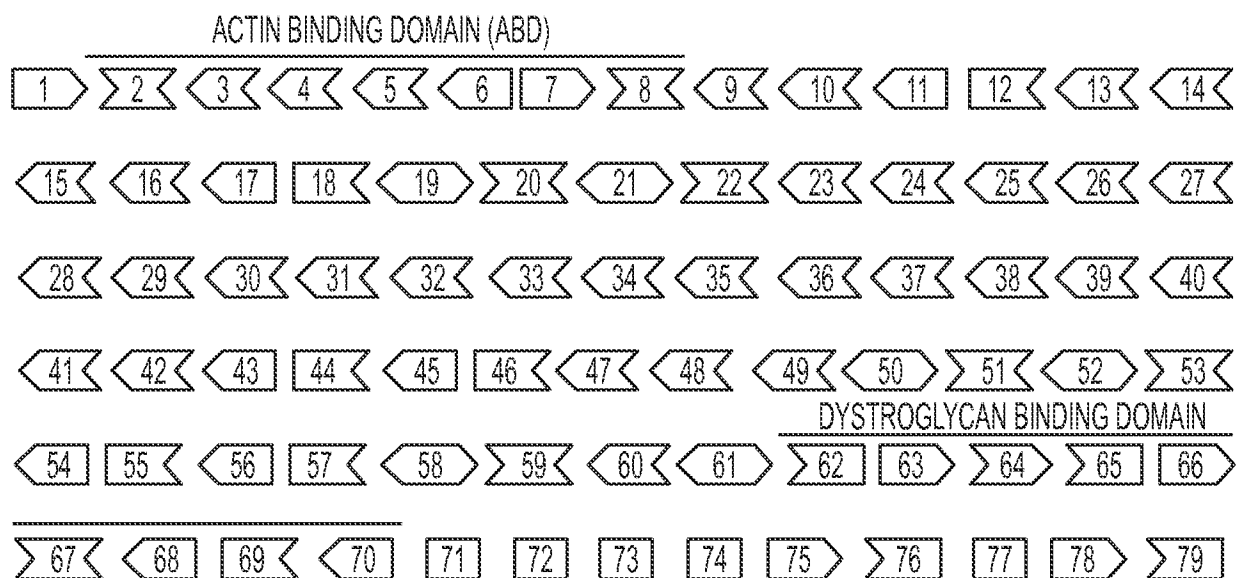 ACTIN BINDING DOMAIN (ABD)
1 2 3 4 5 6 7 8 9 10 11 12 13 14
15 16 17 18 19 20 21 22 23 24 25 26 27
28 29 30 31 32 33 34 35 36 37 38 39 40
41 42 43 44 45 46 47 48 49 50 51 52 53
DYSTROGLYCAN BINDING DOMAIN
54 55 56 57 58 59 60 61 62 63 64 65 66
67 68 69 70 71 72 73 74 75 76 77 78 79